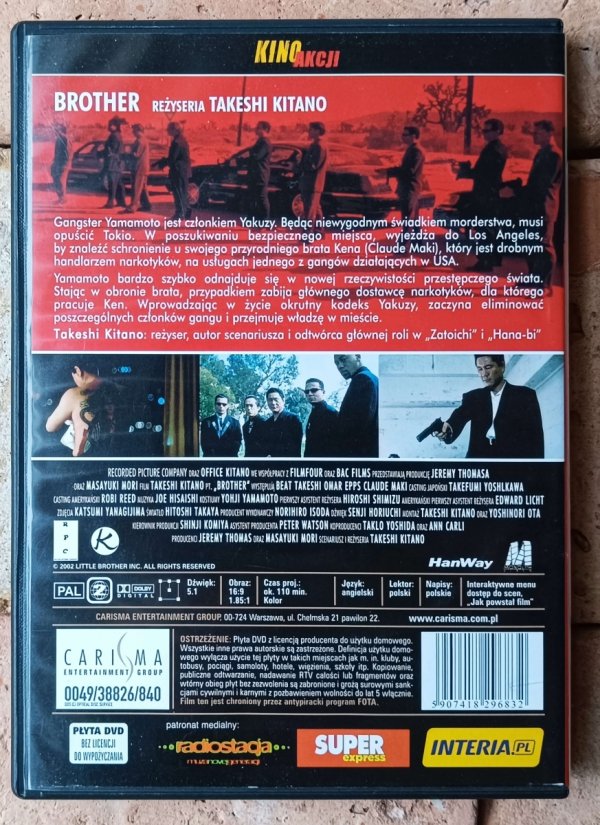 KINO AKCJI
BROTHER REŻYSERIA TAKESHI KITANO
Gangster Yamamoto jest członkiem Yakuzy. Będąc niewygodnym świadkiem morderstwa, musi
opuścić Tokio. W poszukiwaniu bezpiecznego miejsca, wyjeżdża do Los Angeles,
by znaleźć schronienie u swojego przyrodniego brata Kena (Claude Maki), który jest drobnym
handlarzem narkotyków, na usługach jednego z gangów działających w USA.
Yamamoto bardzo szybko odnajduje się w nowej rzeczywistości przestępczego świata.
Stając w obronie brata, przypadkiem zabija głównego dostawcę narkotyków, dla którego
pracuje Ken. Wprowadzając w życie okrutny kodeks Yakuzy, zaczyna eliminować
poszczególnych członków gangu i przejmuje władzę w mieście.
Takeshi Kitano: reżyser, autor scenariusza i odtwórca głównej roli w „Zatoichi” i „Hana-bi”
RECORDED PICTURE COMPANY ORAZ OFFICE KITANO WE WSPÓŁPRACY Z FILMFOUR ORAZ BAC FILMS PRZEDSTAWIAJĄ PRODUKCJĘ JEREMY THOMASA
ORAZ MASAYUKI MORI FILM TAKESHI KITANO PT. „BROTHER” WYSTĘPUJĄ BEAT TAKESHI OMAR EPPS CLAUDE MAKI CASTING JAPOŃSKI TAKEFUMI YOSHLKAWA
CASTING AMERYKAŃSKI ROBI REED MUZYKA JOE HISAISHI KOSTIUMY YOHJI YAMAMOTO PIERWSZY ASYSTENT REŻYSERA HIROSHI SHIMIZU AMERYKAŃSKI PIERWSZY ASYSTENT REŻYSERA EDWARD LICHT
ZDJĘCIA KATSUMI YANAGIJIMA ŚWIATŁO HITOSHI TAKAYA PRODUCENT WYKONAWCZY NORIHIRO ISODA DŹWIĘK SENJI HORIUCHI MONTAŻ TAKESHI KITANO ORAZ YOSHINORI OTA
KIEROWNIK PRODUKCJI SHINJI KOMIYA ASYSTENT PRODUCENTA PETER WATSON KOPRODUCENCI TAKLO YOSHIDA ORAZ ANN CARLI
PRODUCENCI JEREMY THOMAS ORAZ MASAYUKI MORI SCENARIUSZ I REŻYSERIA TAKESHI KITANO
R
P
C
K
© 2002 LITTLE BROTHER INC. ALL RIGHTS RESERVED
HanWay
PAL
2
DOLBY
DIGITAL
Dźwięk:
5.1
Obraz:
16:9
1.85:1
Czas proj.:
ok. 110 min.
Kolor
Język:
angielski
Lektor:
polski
Napisy:
polskie
Interaktywne menu
dostęp do scen,
„Jak powstał film”
CARISMA ENTERTAINMENT GROUP, 00-724 Warszawa, ul. Chełmska 21 pawilon 22.
www.carisma.com.pl
CARISMA
ENTERTAINMENT GROUP
0049/38826/840
OSTRZEŻENIE: Płyta DVD z licencją producenta do użytku domowego.
Wszystkie inne prawa autorskie są zastrzeżone. Definicja użytku domo-
wego wyłącza użycie tej płyty w takich miejscach jak m. in. kluby, au-
tobusy, pociągi, samoloty, hotele, więzienia, szkoły itp. Kopiowanie,
publiczne odtwarzanie, nadawanie RTV całości lub fragmentów oraz
wtórny obieg płyt bez zezwolenia są zabronione i grożą surowymi sank-
cjami cywilnymi i karnymi z pozbawieniem wolności do lat 5 włącznie.
Film ten jest chroniony przez antypiracki program FOTA.
5907418296832
PŁYTA DVD
BEZ LICENCJI
DO WYPOŻYCZANIA
patronat medialny:
radiostacja
muzanowejgeneracji
SUPER
express
INTERIA.PL